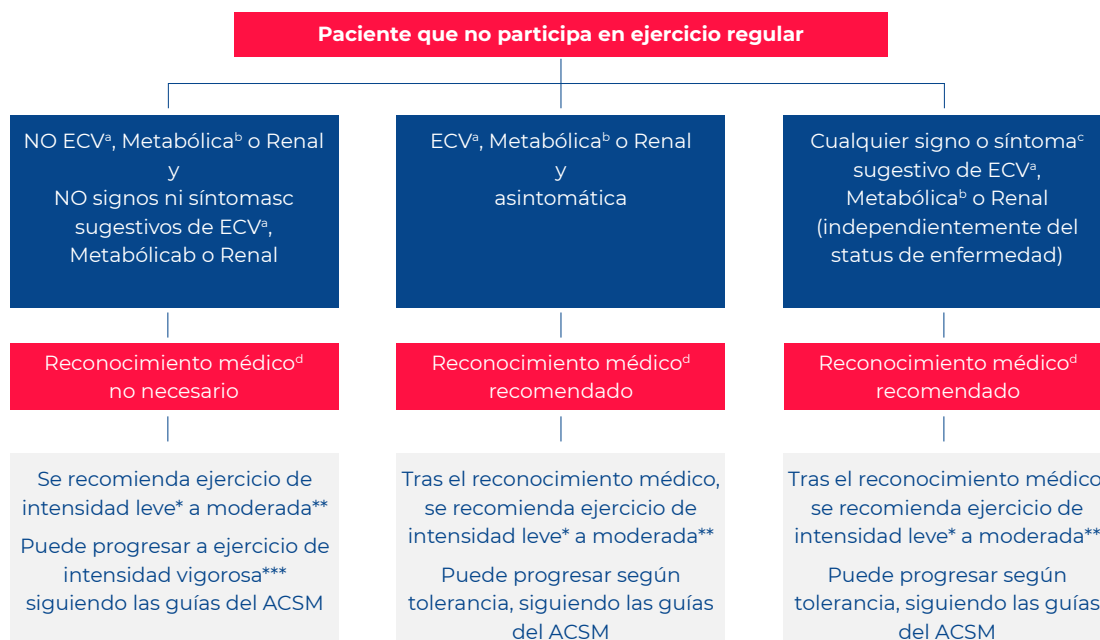 Paciente que no participa en ejercicio regular
NO ECVᵃ, Metabólicaᵇ o Renal
y
NO signos ni síntomasc
sugestivos de ECVᵃ,
Metabólicab o Renal
Reconocimiento médicoᵈ
no necesario
Se recomienda ejercicio de
intensidad leve* a moderada**
Puede progresar a ejercicio de
intensidad vigorosa***
siguiendo las guías del ACSM
ECVᵃ, Metabólicaᵇ o Renal
y
asintomática
Reconocimiento médicoᵈ
recomendado
Tras el reconocimiento médico,
se recomienda ejercicio de
intensidad leve* a moderada**
Puede progresar según
tolerancia, siguiendo las guías
del ACSM
Cualquier signo o síntomaᶜ
sugestivo de ECVᵃ,
Metabólicaᵇ o Renal
(independientemente del
status de enfermedad)
Reconocimiento médicoᵈ
recomendado
Tras el reconocimiento médico
se recomienda ejercicio de
intensidad leve* a moderada**
Puede progresar según
tolerancia, siguiendo las guías
del ACSM